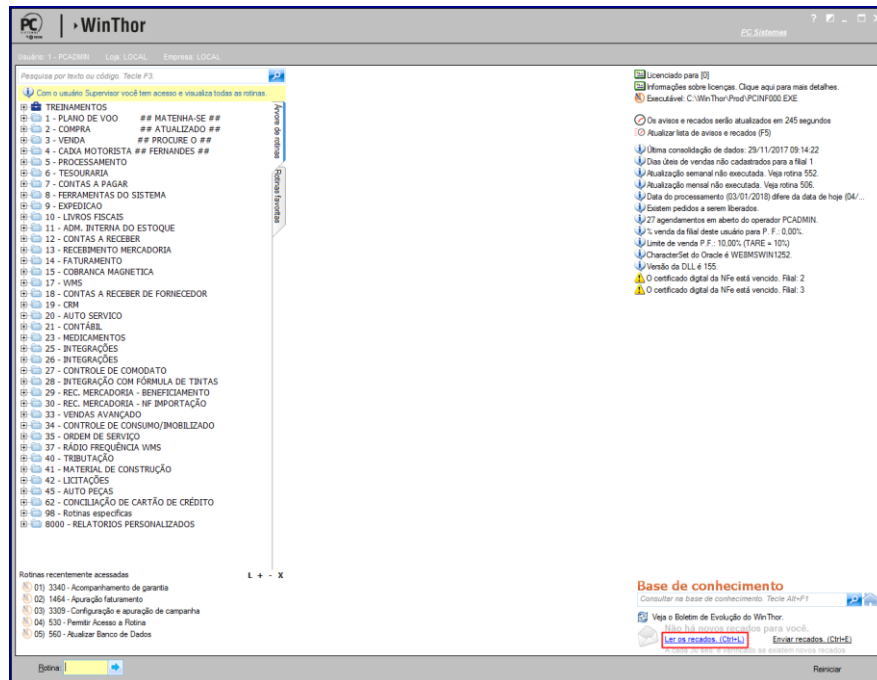 PC
SISTEMAS
WinThor
PC Sistemas
Usuário: 1 - PCADMIN Loja: LOCAL Empresa: LOCAL
Pesquise por texto ou código. Tecle F3.
Com o usuário Supervisor você tem acesso e visualiza todas as rotinas.
TREINAMENTOS
1 - PLANO DE VOO ## MATENHA-SE ##
2 - COMPRA ## ATUALIZADO ##
3 - VENDA ## PROCURE O ##
4 - CAIXA MOTORISTA ## FERNANDES ##
5 - PROCESSAMENTO
6 - TESOURARIA
7 - CONTAS A PAGAR
8 - FERRAMENTAS DO SISTEMA
9 - EXPEDICAO
10 - LIVROS FISCAIS
11 - ADM. INTERNA DO ESTOQUE
12 - CONTAS A RECEBER
13 - RECEBIMENTO MERCADORIA
14 - FATURAMENTO
15 - COBRANCA MAGNETICA
17 - WMS
18 - CONTAS A RECEBER DE FORNECEDOR
19 - CRM
20 - AUTO SERVICO
21 - CONTÁBIL
23 - MEDICAMENTOS
25 - INTEGRAÇÕES
26 - INTEGRAÇÕES
27 - CONTROLE DE COMODATO
28 - INTEGRAÇÃO COM FÓRMULA DE TINTAS
29 - REC. MERCADORIA - BENEFICIAMENTO
30 - REC. MERCADORIA - NF IMPORTAÇÃO
33 - VENDAS AVANÇADO
34 - CONTROLE DE CONSUMO/IMOBILIZADO
35 - ORDEM DE SERVIÇO
37 - RÁDIO FREQUÊNCIA WMS
40 - TRIBUTAÇÃO
41 - MATERIAL DE CONSTRUÇÃO
42 - LICITAÇÕES
45 - AUTO PEÇAS
62 - CONCILIAÇÃO DE CARTÃO DE CRÉDITO
98 - Rotinas especificas
8000 - RELATORIOS PERSONALIZADOS
Árvore de rotinas
Rotinas favoritas
Licenciado para [0]
Informações sobre licenças. Clique aqui para mais detalhes.
Executável: C:\WinThor\Prod\PCINF000.EXE
Os avisos e recados serão atualizados em 245 segundos
Atualizar lista de avisos e recados (F5)
Última consolidação de dados: 29/11/2017 09:14:22
Dias úteis de vendas não cadastrados para a filial 1
Atualização semanal não executada. Veja rotina 552.
Atualização mensal não executada. Veja rotina 506.
Data do processamento (03/01/2018) difere da data de hoje (04/...
Existem pedidos a serem liberados.
27 agendamentos em aberto do operador PCADMIN.
% venda da filial deste usuário para P. F.: 0,00%.
Limite de venda P.F.: 10,00% (TARE = 10%)
CharacterSet do Oracle é WE8MSWIN1252.
Versão da DLL é 155.
O certificado digital da NFe está vencido. Filial: 2
O certificado digital da NFe está vencido. Filial: 3
Rotinas recentemente acessadas L + - X
01) 3340 - Acompanhamento de garantia
02) 1464 - Apuração faturamento
03) 3309 - Configuração e apuração de campanha
04) 530 - Permitir Acesso a Rotina
05) 560 - Atualizar Banco de Dados
Base de conhecimento
Consultar na base de conhecimento. Tecle Alt+F1
Veja o Boletim de Evolução do WinThor.
Não há novos recados para você.
Ler os recados. (Ctrl+L) Enviar recados. (Ctrl+E)
A cada 30 seg. é verificado se existem novos recados
Rotina:
Reiniciar